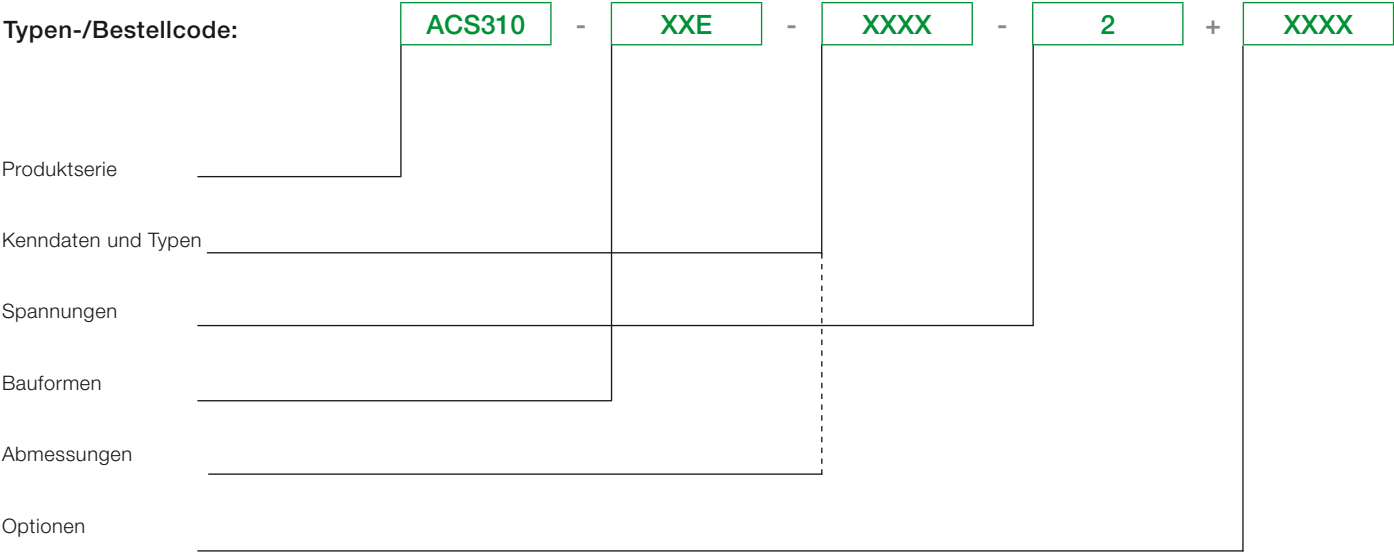 Typen-/Bestellcode: ACS310 - XXE - XXXX - 2 + XXXX
Produktserie
Kenndaten und Typen
Spannungen
Bauformen
Abmessungen
Optionen